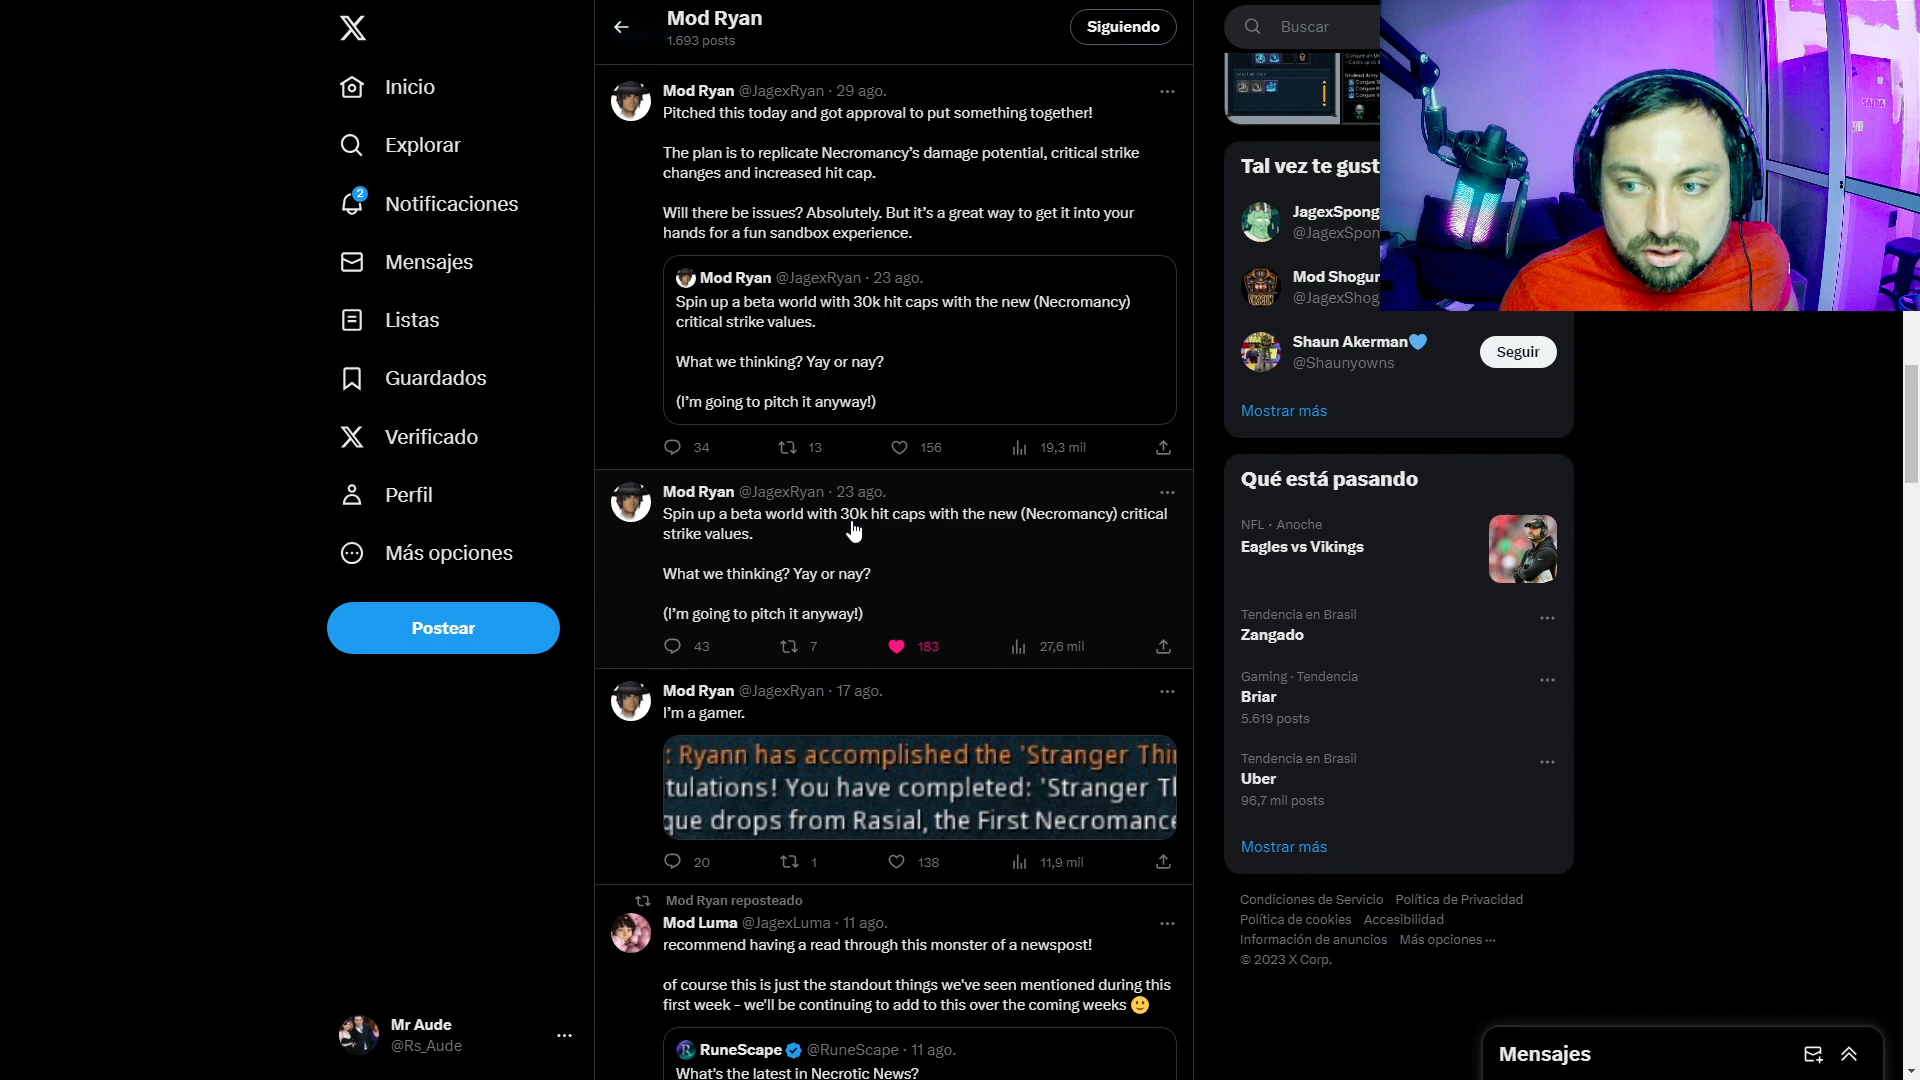 Inicio
Explorar
2
Notificaciones
Mensajes
Listas
Guardados
Verificado
Perfil
Más opciones
Postear
Mr Aude
@Rs_Aude
Mod Ryan
1.693 posts
Siguiendo
Mod Ryan @JagexRyan · 29 ago.
Pitched this today and got approval to put something together!
The plan is to replicate Necromancy's damage potential, critical strike
changes and increased hit cap.
Will there be issues? Absolutely. But it's a great way to get it into your
hands for a fun sandbox experience.
Mod Ryan @JagexRyan · 23 ago.
Spin up a beta world with 30k hit caps with the new (Necromancy)
critical strike values.
What we thinking? Yay or nay?
(I'm going to pitch it anyway!)
34 13 156 19,3 mil
Mod Ryan @JagexRyan · 23 ago.
Spin up a beta world with 30k hit caps with the new (Necromancy) critical
strike values.
What we thinking? Yay or nay?
(I'm going to pitch it anyway!)
43 7 183 27,6 mil
Mod Ryan @JagexRyan · 17 ago.
I'm a gamer.
: Ryann has accomplished the 'Stranger Thi
tulations! You have completed: 'Stranger T
que drops from Rasial, the First Necromance
20 1 138 11,9 mil
Mod Ryan reposteado
Mod Luma @JagexLuma · 11 ago.
recommend having a read through this monster of a newspost!
of course this is just the standout things we've seen mentioned during this
first week - we'll be continuing to add to this over the coming weeks 🙂
RuneScape @RuneScape · 11 ago.
What's the latest in Necrotic News?
Buscar
Tal vez te gust
JagexSpong
@JagexSpon
Mod Shogun
@JagexShog
Shaun Akerman💙
@Shaunyowns
Seguir
Mostrar más
Qué está pasando
NFL · Anoche
Eagles vs Vikings
Tendencia en Brasil
Zangado
Gaming · Tendencia
Briar
5.619 posts
Tendencia en Brasil
Uber
96,7 mil posts
Mostrar más
Condiciones de Servicio Política de Privacidad
Política de cookies Accesibilidad
Información de anuncios Más opciones ···
© 2023 X Corp.
Mensajes